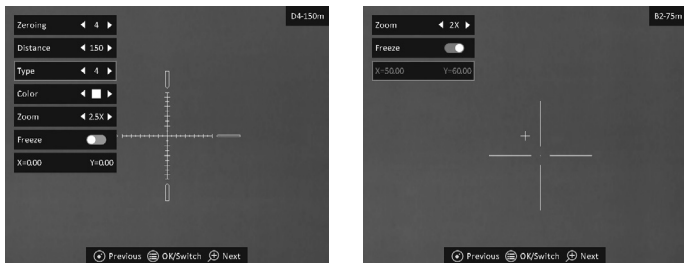 D4-150m
Zeroing 4
Distance 150
Type 4
Color
Zoom 2.5X
Freeze
X=0.00 Y=0.00
Previous OK/Switch Next
B2-75m
Zoom 2X
Freeze
X=50.00 Y=60.00
Previous OK/Switch Next